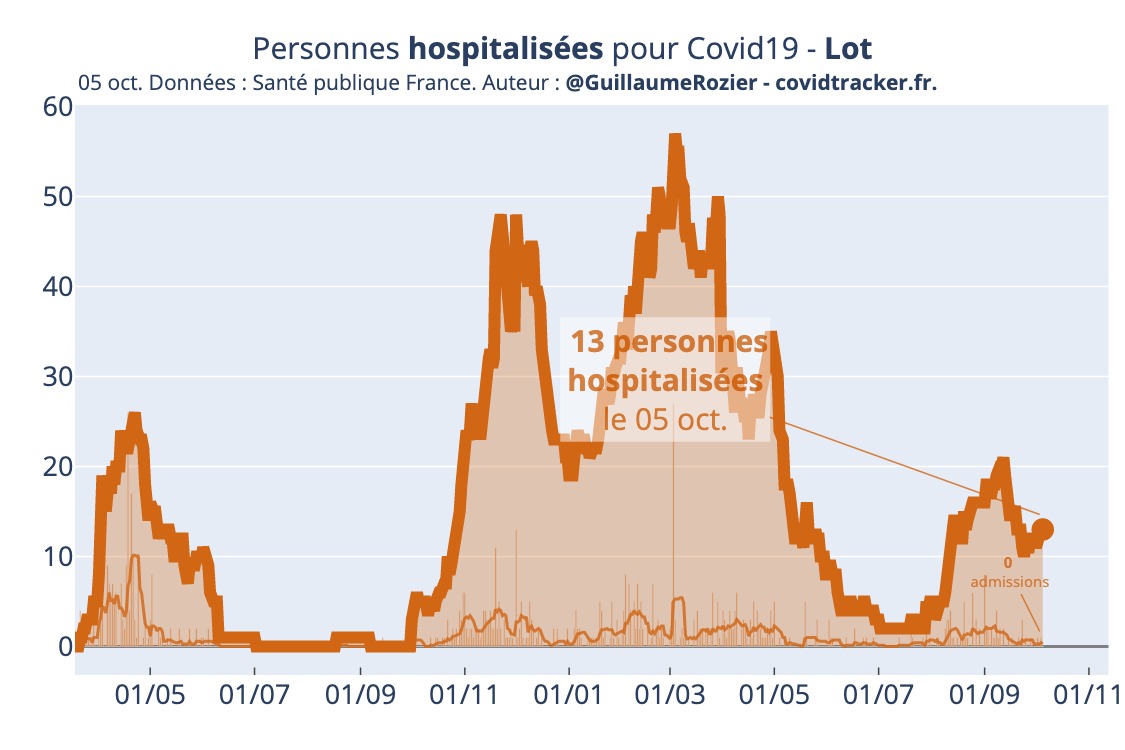 Personnes hospitalisées pour Covid19 - Lot
05 oct. Données : Santé publique France. Auteur : @GuillaumeRozier - covidtracker.fr.
60
50
40
30
20
10
0
13 personnes
hospitalisées
le 05 oct.
0
admissions
01/05 01/07 01/09 01/11 01/01 01/03 01/05 01/07 01/09 01/11